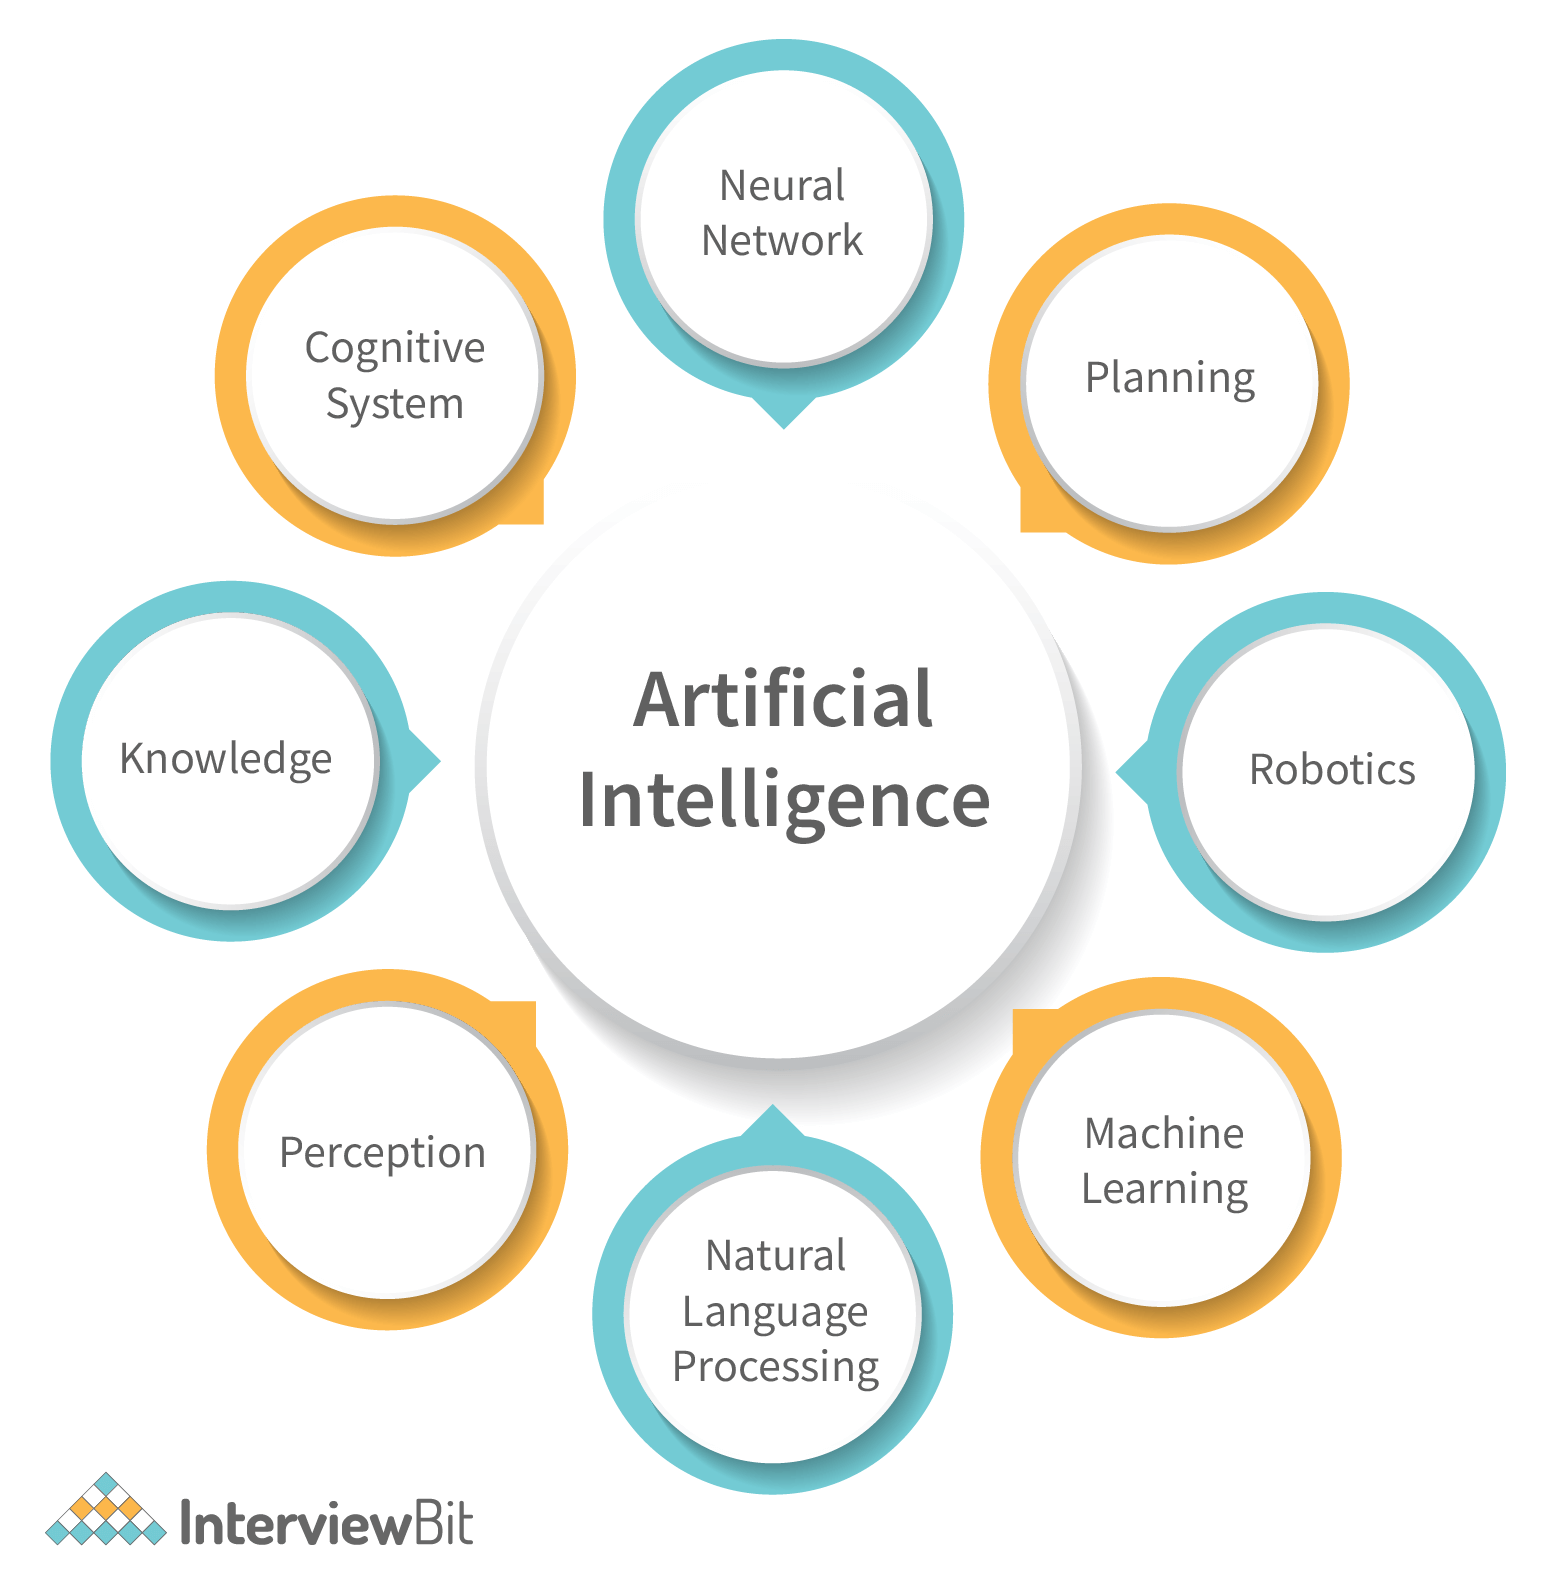 Neural
Network
Cognitive
System
Planning
Artificial
Intelligence
Knowledge
Robotics
Perception
Machine
Learning
Natural
Language
Processing
InterviewBit